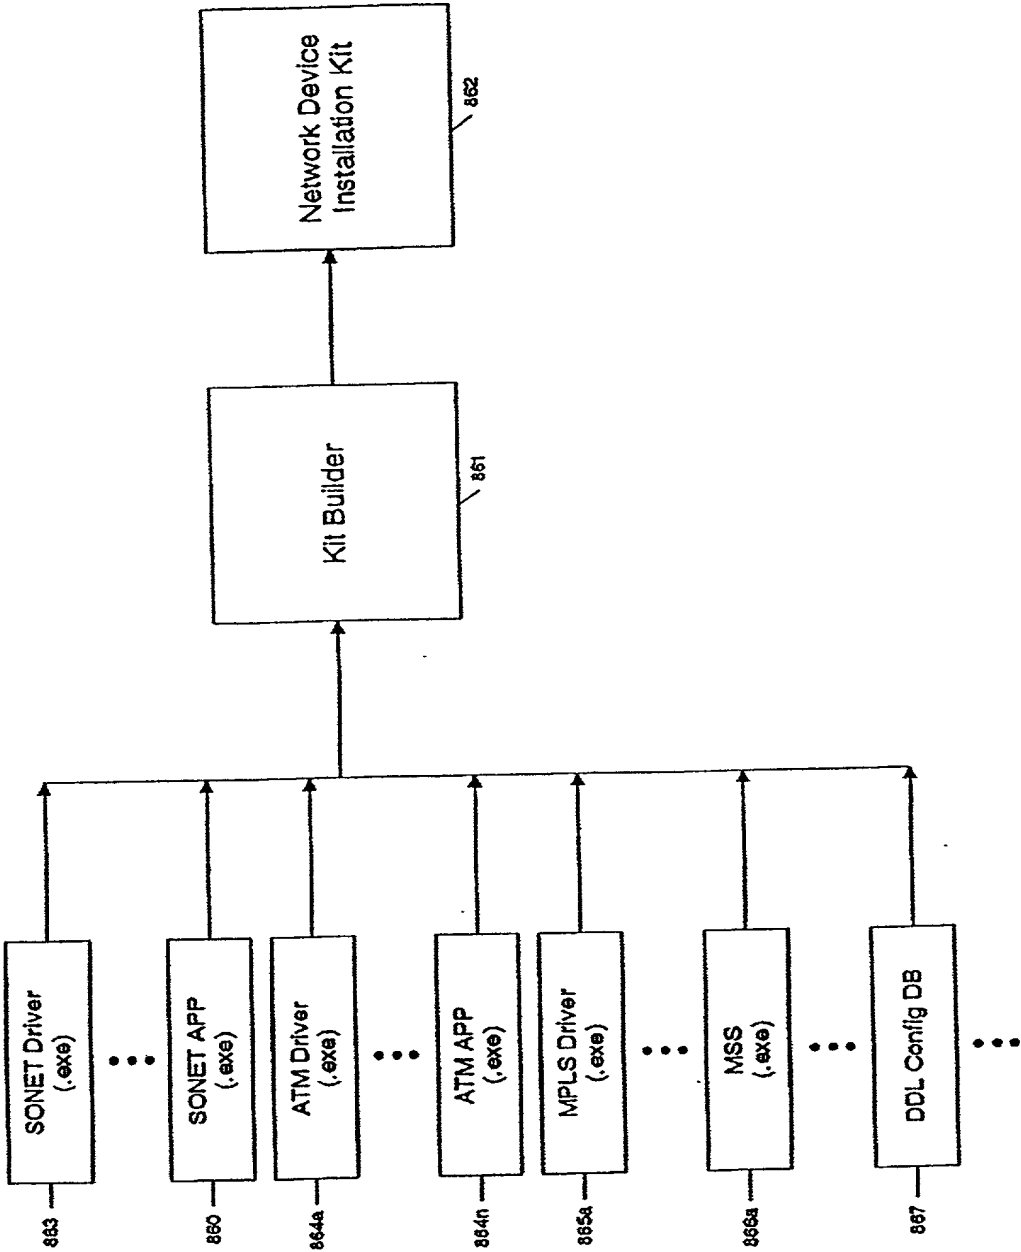 863
SONET Driver
(.exe)
860
SONET APP
(.exe)
864a
ATM Driver
(.exe)
864n
ATM APP
(.exe)
865a
MPLS Driver
(.exe)
866a
MSS
(.exe)
867
DDL Config DB
Kit Builder
861
Network Device
Installation Kit
862